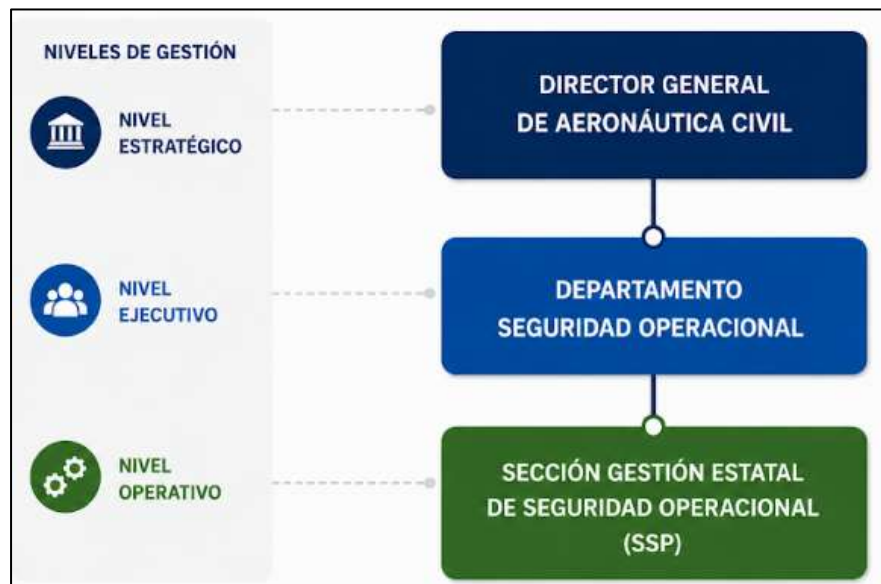 NIVELES DE GESTIÓN
NIVEL
ESTRATÉGICO
DIRECTOR GENERAL
DE AERONÁUTICA CIVIL
NIVEL
EJECUTIVO
DEPARTAMENTO
SEGURIDAD OPERACIONAL
NIVEL
OPERATIVO
SECCIÓN GESTIÓN ESTATAL
DE SEGURIDAD OPERACIONAL
(SSP)